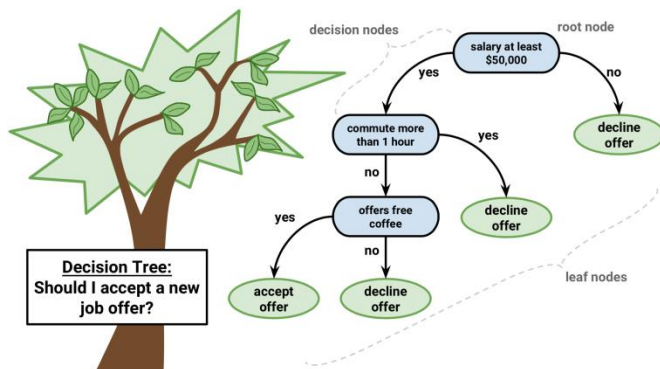 decision nodes
root node
salary at least
$50,000
yes
no
commute more
than 1 hour
yes
decline
offer
no
offers free
coffee
decline
offer
yes
no
leaf nodes
accept
offer
decline
offer
Decision Tree:
Should I accept a new
job offer?